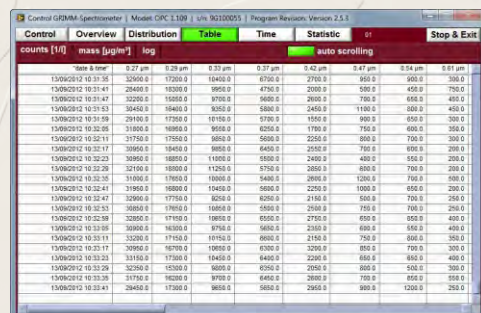 Control GRIMM-Spectrometer | Model: OPC 1.109 | s/n: 9G100055 | Program Revision: Version 2.5.1
Control Overview Distribution Table Time Statistic 01 Stop & Exit
counts [1/l] mass [µg/m³] log auto scrolling
"date & time" 0.27 µm 0.29 µm 0.33 µm 0.37 µm 0.42 µm 0.47 µm 0.54 µm 0.61 µm
13/09/2012 10:31:35 32900.0 17200.0 10400.0 6700.0 2700.0 950.0 900.0 300.0
13/09/2012 10:31:41 28400.0 18300.0 9950.0 4750.0 2000.0 500.0 450.0 750.0
13/09/2012 10:31:47 32200.0 15050.0 9700.0 5600.0 2600.0 700.0 650.0 450.0
13/09/2012 10:31:53 30450.0 16400.0 9350.0 5800.0 2450.0 1100.0 800.0 450.0
13/09/2012 10:31:59 29100.0 17350.0 10150.0 5700.0 1550.0 900.0 650.0 300.0
13/09/2012 10:32:05 31800.0 16950.0 9550.0 6250.0 1700.0 750.0 600.0 350.0
13/09/2012 10:32:11 31750.0 17550.0 9850.0 5600.0 2250.0 800.0 700.0 300.0
13/09/2012 10:32:17 30950.0 18450.0 9850.0 6450.0 2550.0 700.0 600.0 200.0
13/09/2012 10:32:23 30950.0 18850.0 11000.0 5500.0 2400.0 400.0 550.0 200.0
13/09/2012 10:32:29 32100.0 18800.0 11250.0 5750.0 2850.0 600.0 700.0 200.0
13/09/2012 10:32:35 31000.0 17650.0 10000.0 5400.0 2600.0 1200.0 700.0 500.0
13/09/2012 10:32:41 31950.0 16800.0 10450.0 5600.0 2250.0 1000.0 650.0 200.0
13/09/2012 10:32:47 32900.0 17750.0 9250.0 6250.0 2150.0 500.0 700.0 250.0
13/09/2012 10:32:53 30850.0 17650.0 10050.0 5500.0 2500.0 750.0 700.0 250.0
13/09/2012 10:32:59 32850.0 17150.0 10650.0 6550.0 2750.0 650.0 850.0 400.0
13/09/2012 10:33:05 30900.0 16300.0 9750.0 5650.0 2350.0 600.0 550.0 400.0
13/09/2012 10:33:11 33200.0 17150.0 10150.0 6600.0 2150.0 750.0 800.0 350.0
13/09/2012 10:33:17 30950.0 16700.0 10650.0 6300.0 3200.0 850.0 700.0 300.0
13/09/2012 10:33:23 33150.0 17300.0 10450.0 6400.0 2200.0 650.0 650.0 400.0
13/09/2012 10:33:29 32350.0 15300.0 9800.0 6350.0 2050.0 800.0 500.0 300.0
13/09/2012 10:33:35 31750.0 16200.0 9700.0 6450.0 2600.0 700.0 850.0 550.0
13/09/2012 10:33:41 29450.0 17300.0 9650.0 5850.0 2950.0 900.0 1200.0 250.0